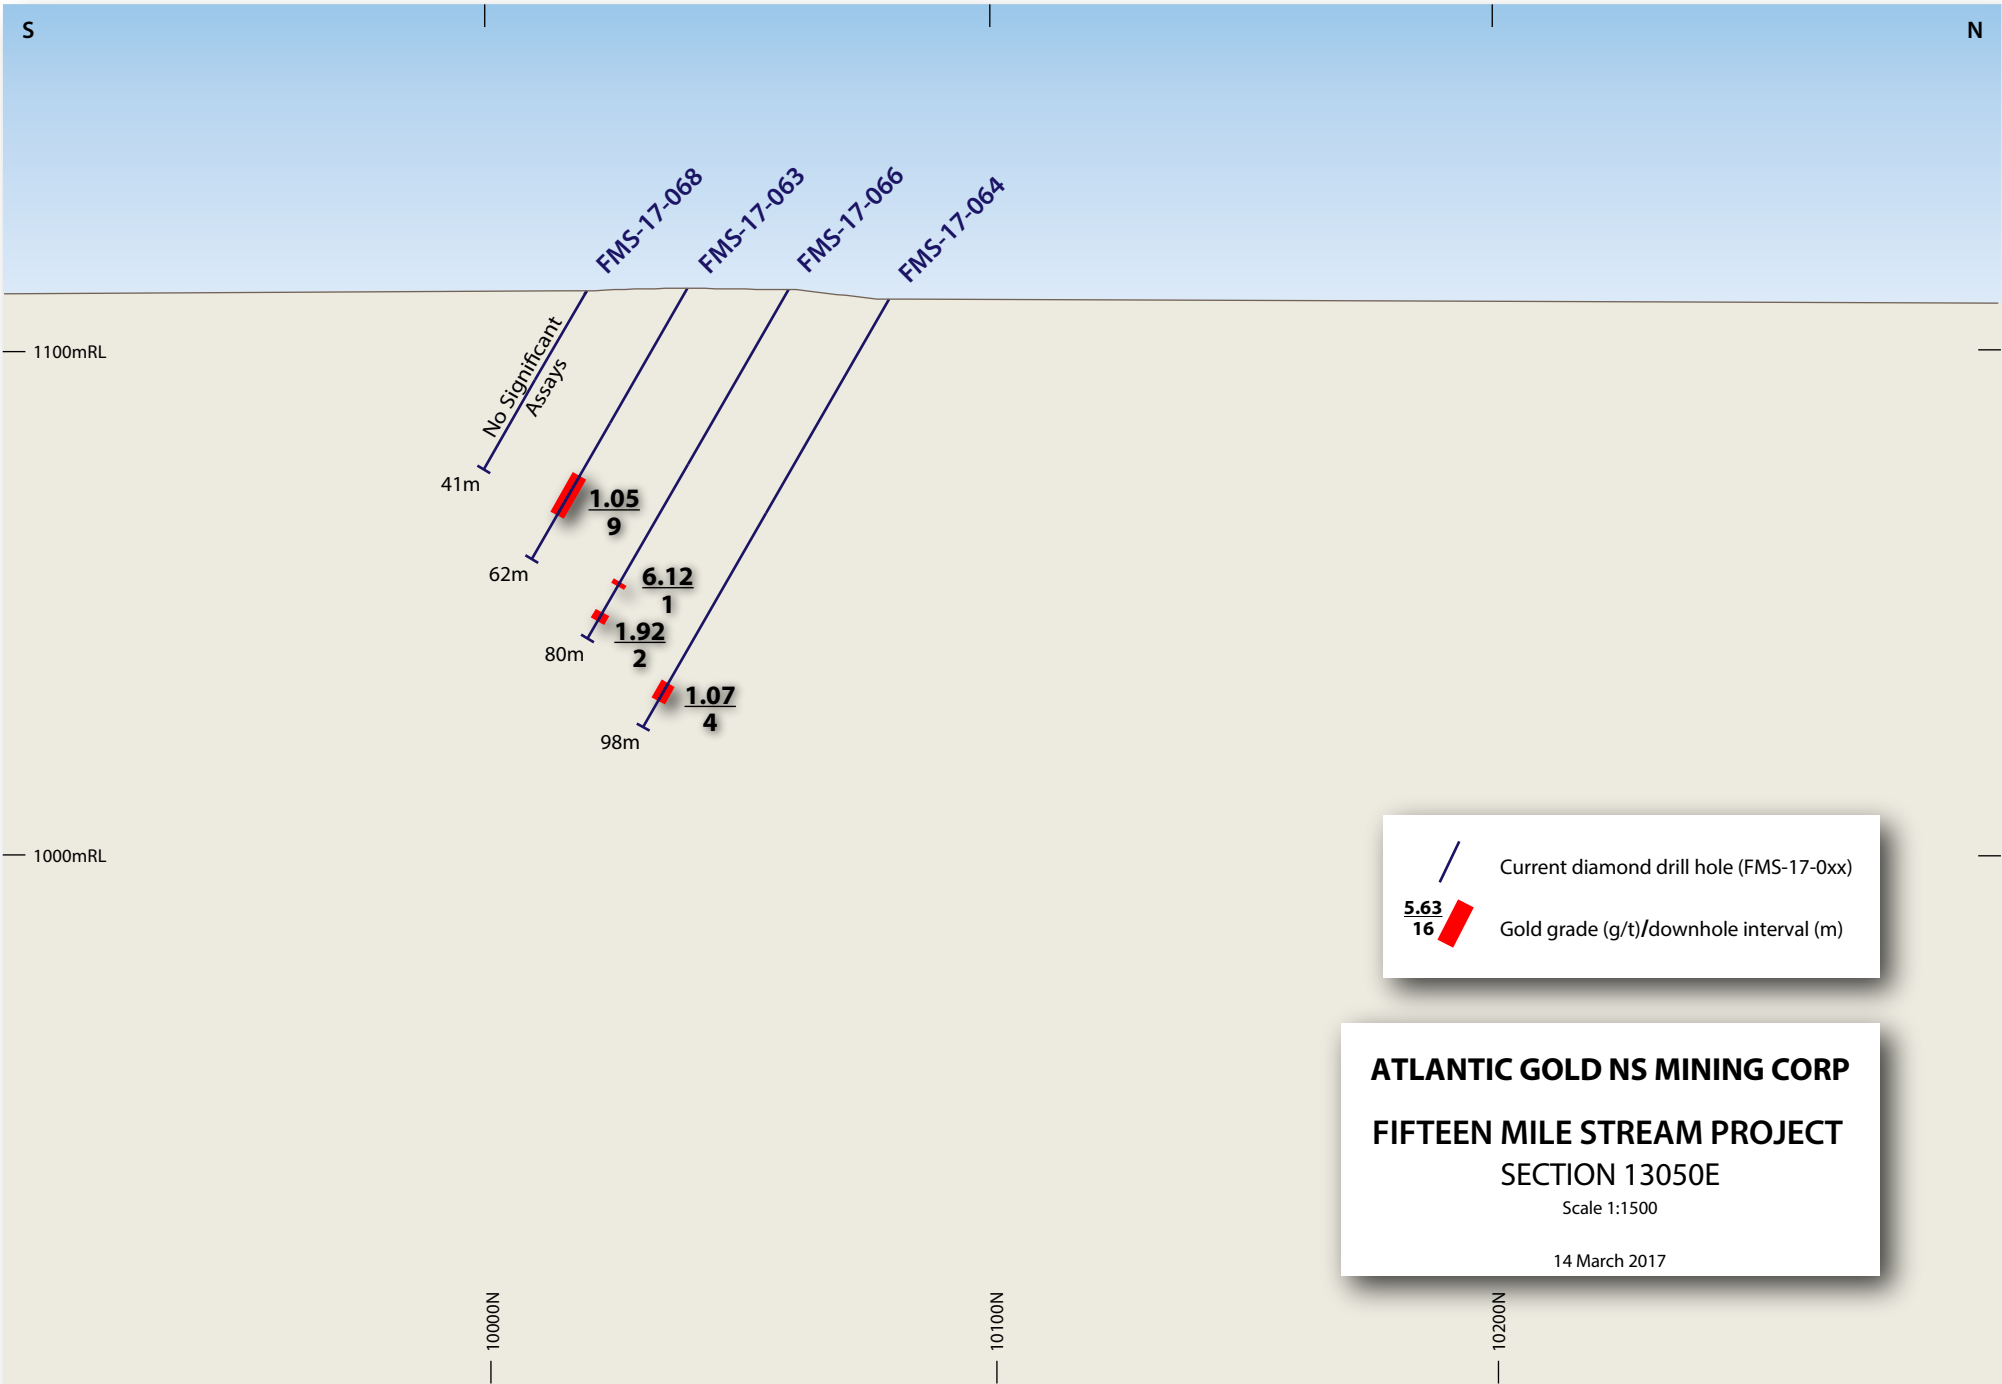 S
N
FMS-17-068
FMS-17-063
FMS-17-066
FMS-17-064
1100mRL
No Significant
Assays
41m
1.05
9
62m
6.12
1
1.92
2
80m
1.07
4
98m
1000mRL
Current diamond drill hole (FMS-17-0xx)
5.63
16
Gold grade (g/t)/downhole interval (m)
ATLANTIC GOLD NS MINING CORP
FIFTEEN MILE STREAM PROJECT
SECTION 13050E
Scale 1:1500
14 March 2017
10000N
10100N
10200N